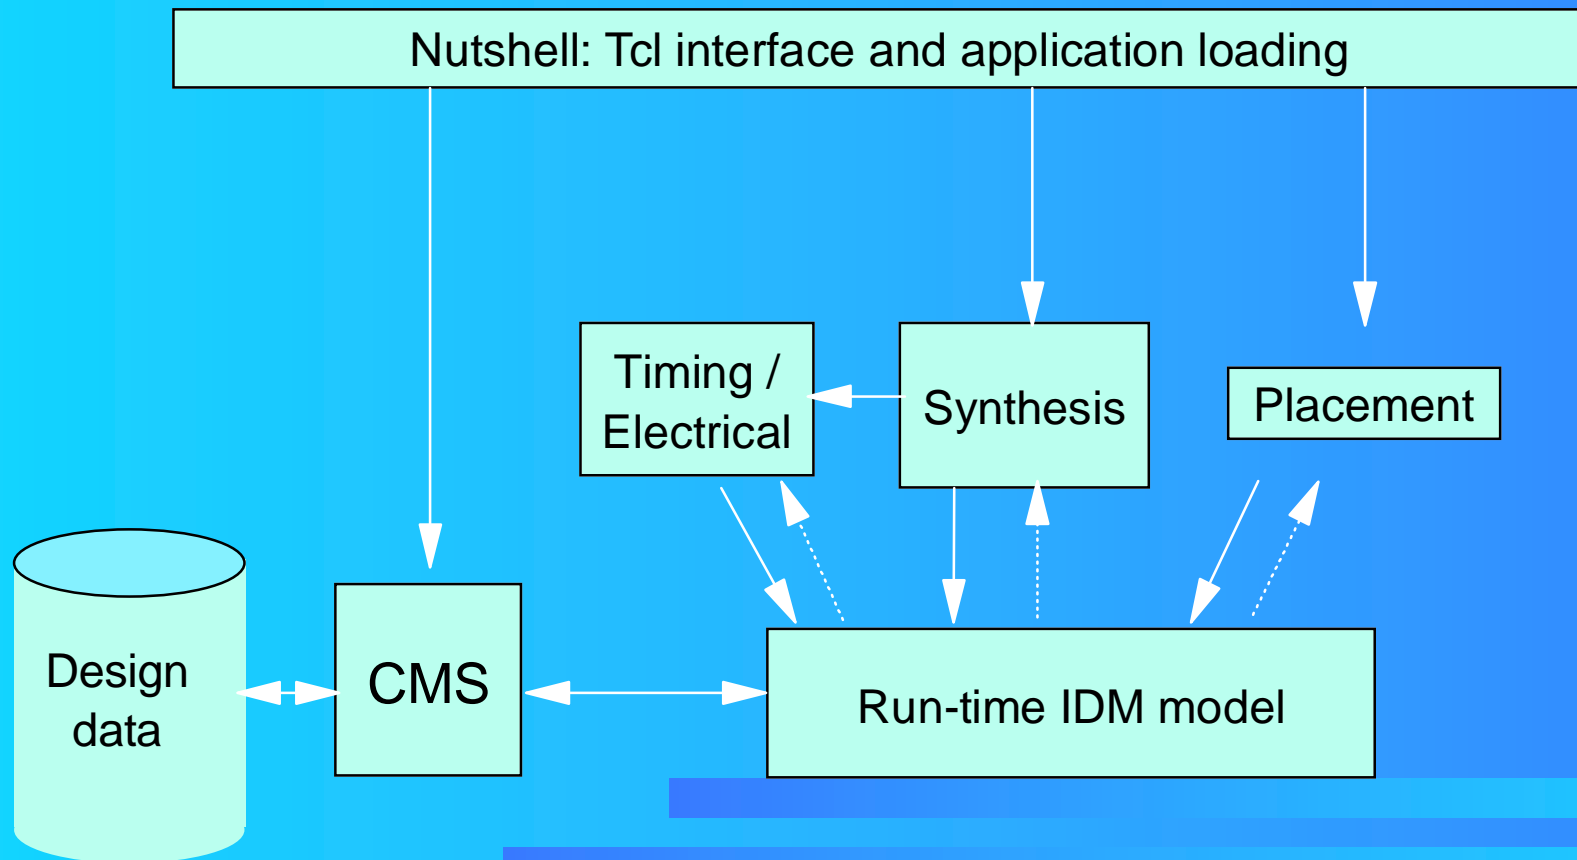 Nutshell: Tcl interface and application loading
Timing /
Electrical
Synthesis
Placement
Design
data
CMS
Run-time IDM model